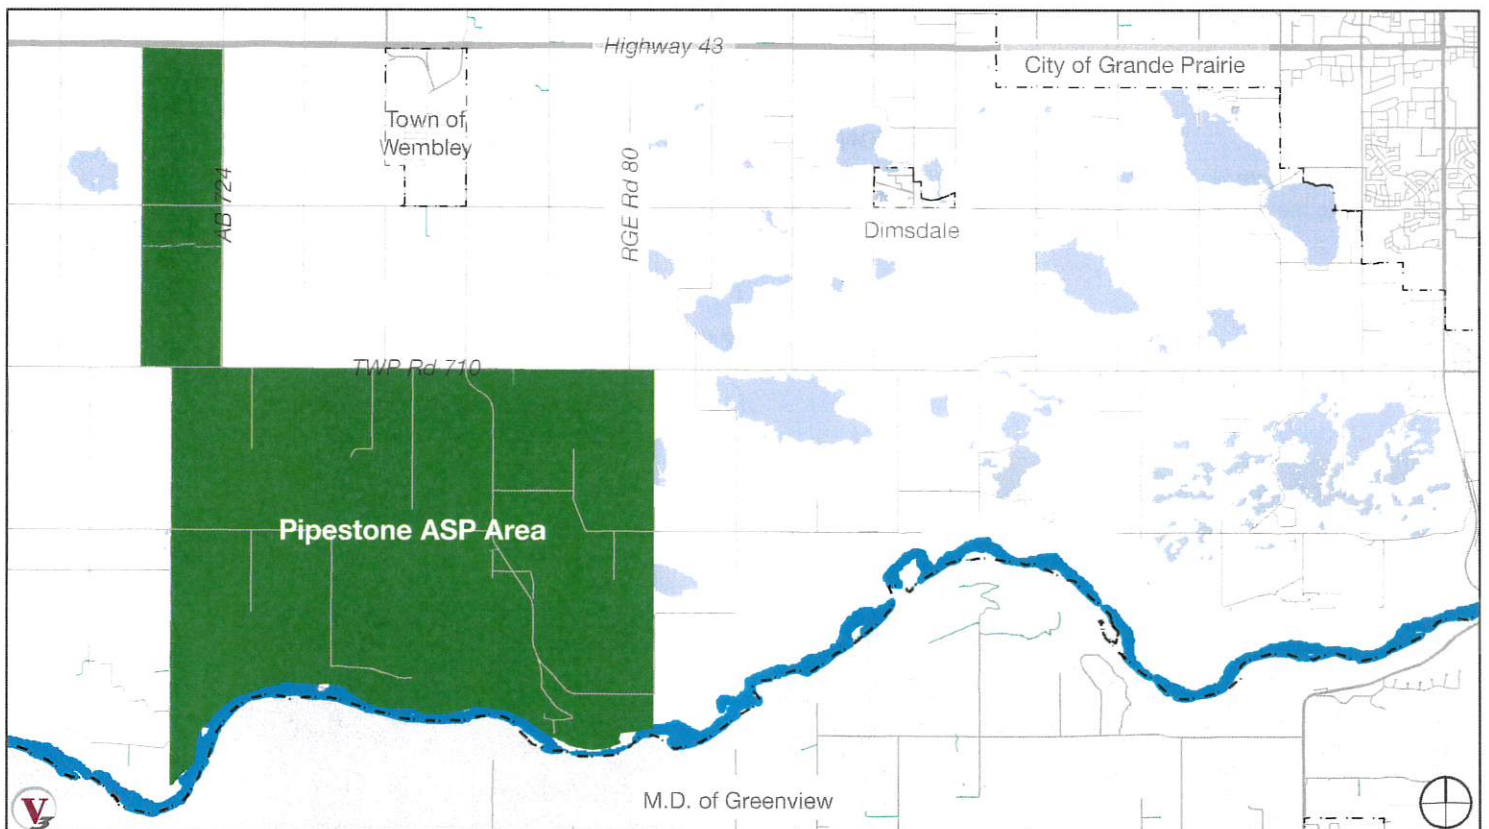 Highway 43
City of Grande Prairie
Town of
Wembley
AB 724
RGE Rd 80
Dimsdale
TWP Rd 710
Pipestone ASP Area
M.D. of Greenview
V3